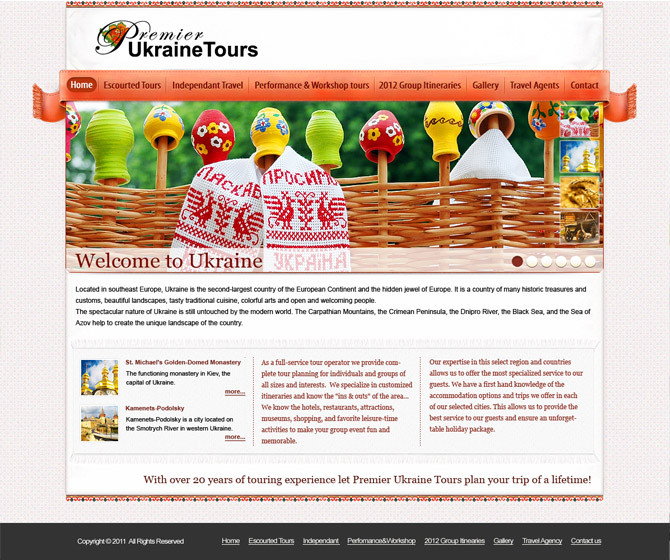 Premier
UkraineTours
Home Escourted Tours Independant Travel Performance & Workshop tours 2012 Group Itineraries Gallery Travel Agents Contact
ЛАСКАВ ПРОСИМО
УКРАЇНА
Welcome to Ukraine
Located in southeast Europe, Ukraine is the second-largest country of the European Continent and the hidden jewel of Europe. It is a country of many historic treasures and
customs, beautiful landscapes, tasty traditional cuisine, colorful arts and open and welcoming people.
The spectacular nature of Ukraine is still untouched by the modern world. The Carpathian Mountains, the Crimean Peninsula, the Dnipro River, the Black Sea, and the Sea of
Azov help to create the unique landscape of the country.
St. Michael's Golden-Domed Monastery
The functioning monastery in Kiev, the
capital of Ukraine.
more...
Kamenets-Podolsky
Kamenets-Podolsky is a city located on
the Smotrych River in western Ukraine.
more...
As a full-service tour operator we provide com-
plete tour planning for individuals and groups of
all sizes and interests. We specialize in customized
itineraries and know the "ins & outs" of the area...
We know the hotels, restaurants, attractions,
museums, shopping, and favorite leisure-time
activities to make your group event fun and
memorable.
Our expertise in this select region and countries
allows us to offer the most specialized service to our
guests. We have a first hand knowledge of the
accommodation options and trips we offer in each
of our selected cities. This allows us to provide the
best service to our guests and ensure an unforget-
table holiday package.
With over 20 years of touring experience let Premier Ukraine Tours plan your trip of a lifetime!
Copyright © 2011 All Rights Reserved Home Escourted Tours Independant Perfomance&Workshop 2012 Group Itinearies Gallery Travel Agency Contact us